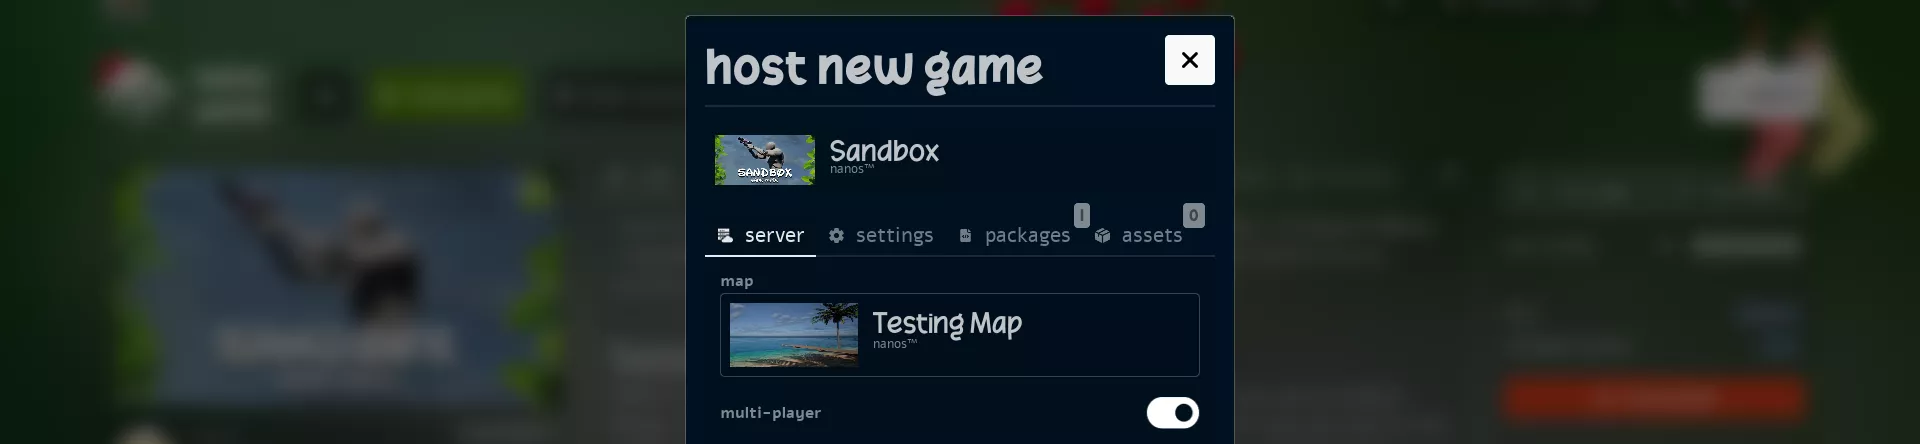 host new game
Sandbox
nanos™
SANDBOX
server settings packages 1 assets 0
map
Testing Map
nanos™
multi-player